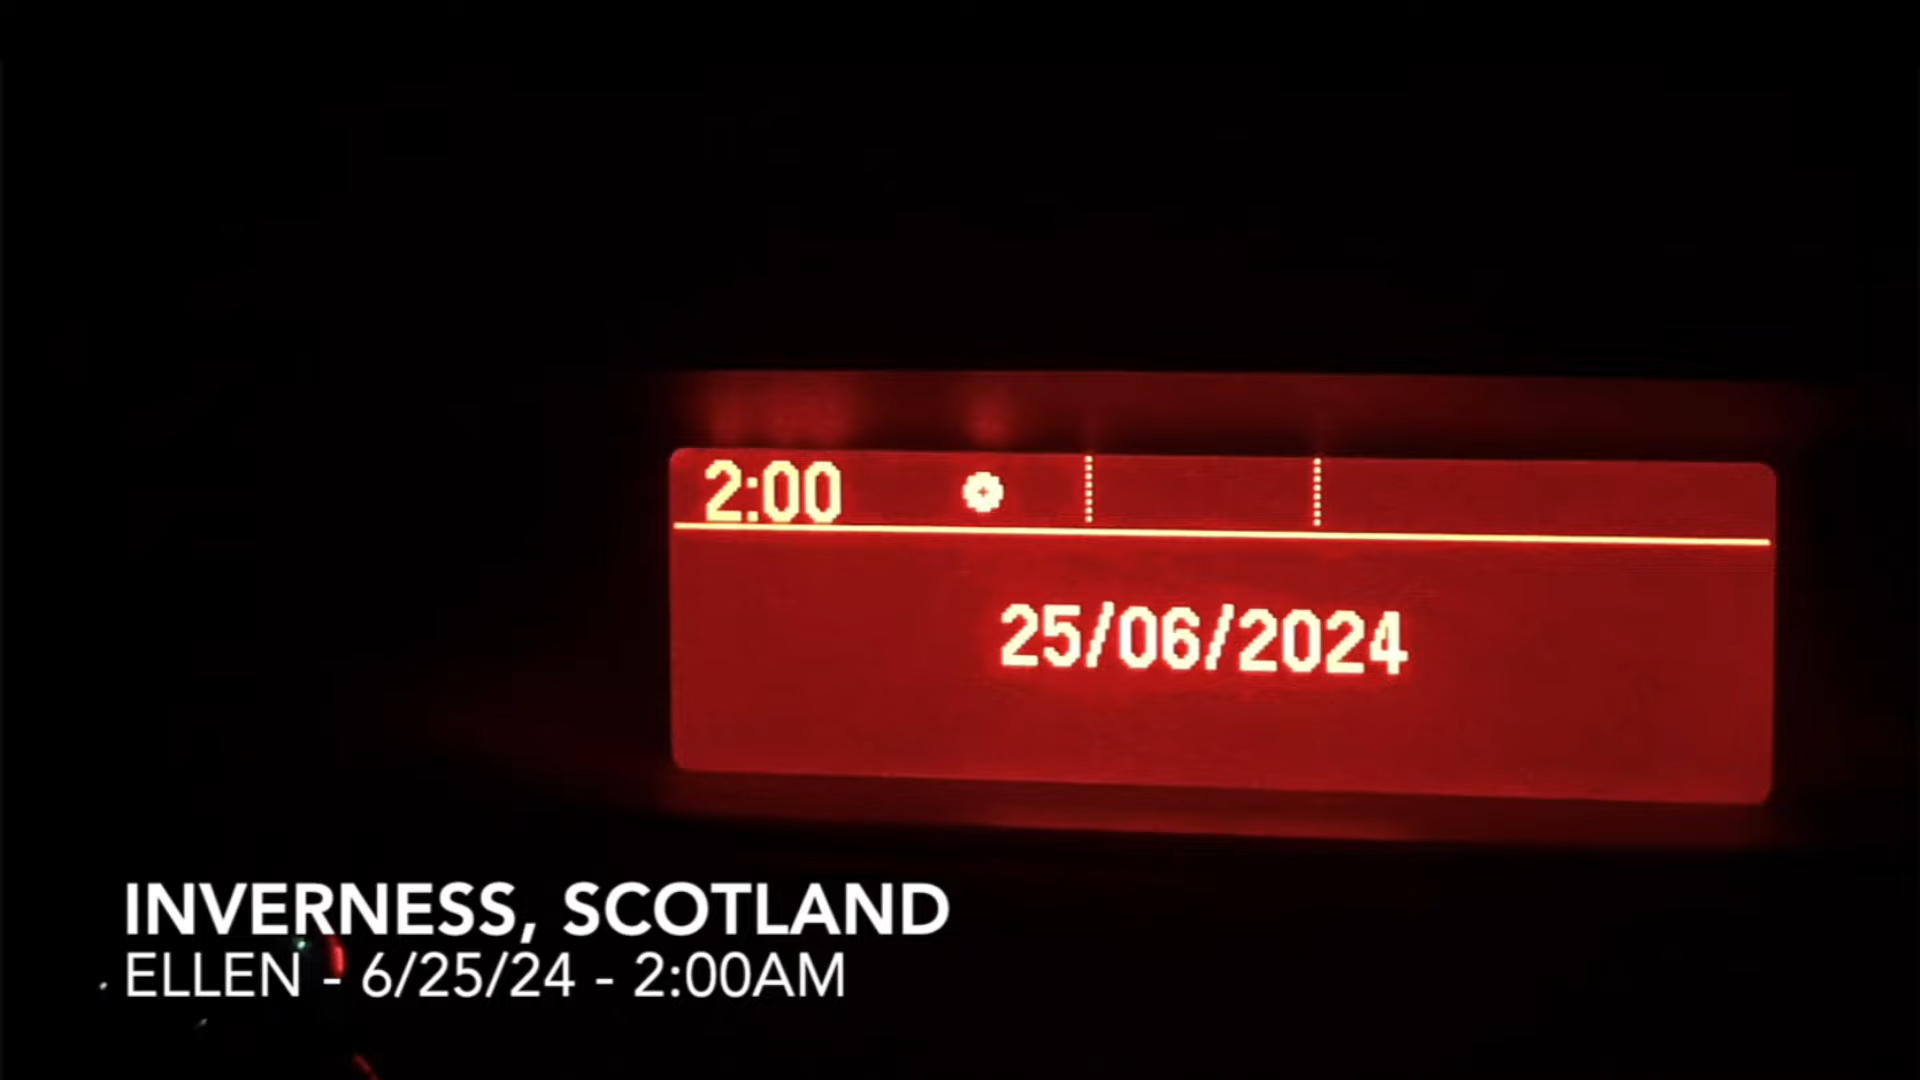 2:00
25/06/2024
INVERNESS, SCOTLAND
ELLEN - 6/25/24 - 2:00AM